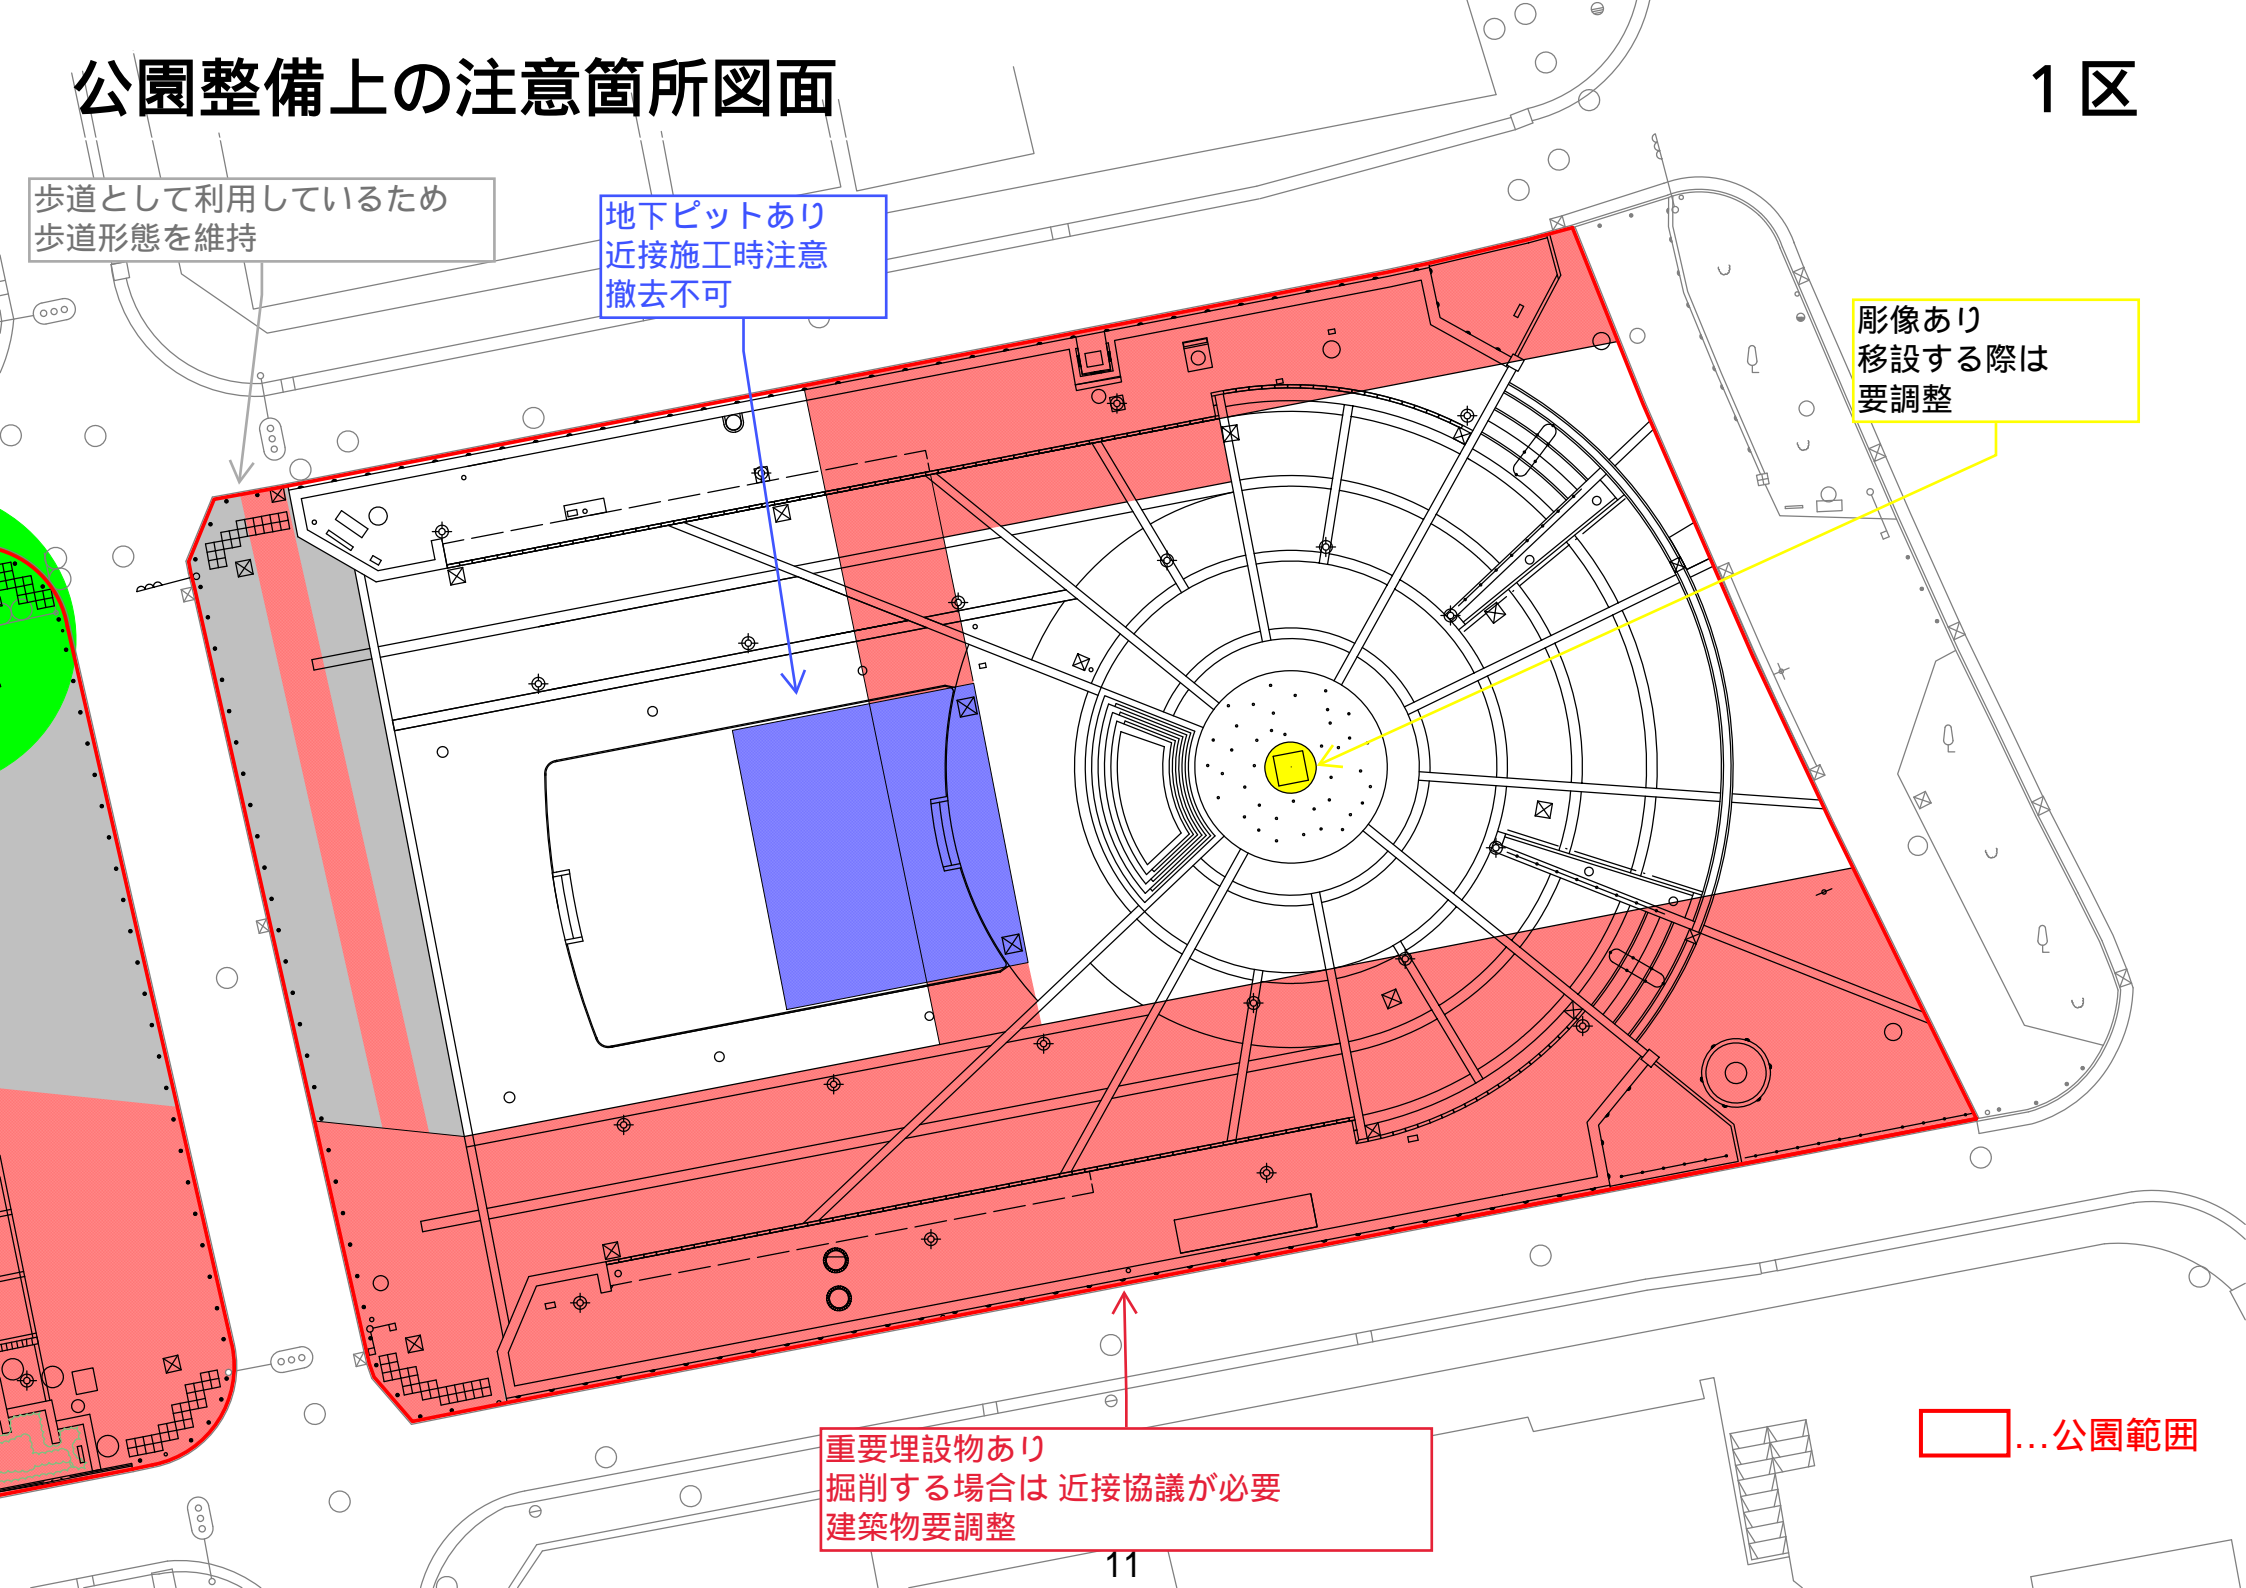 公園整備上の注意箇所図面
1区
歩道として利用しているため
歩道形態を維持
地下ピットあり
近接施工時注意
撤去不可
彫像あり
移設する際は
要調整
重要埋設物あり
掘削する場合は 近接協議が必要
建築物要調整
…公園範囲
11